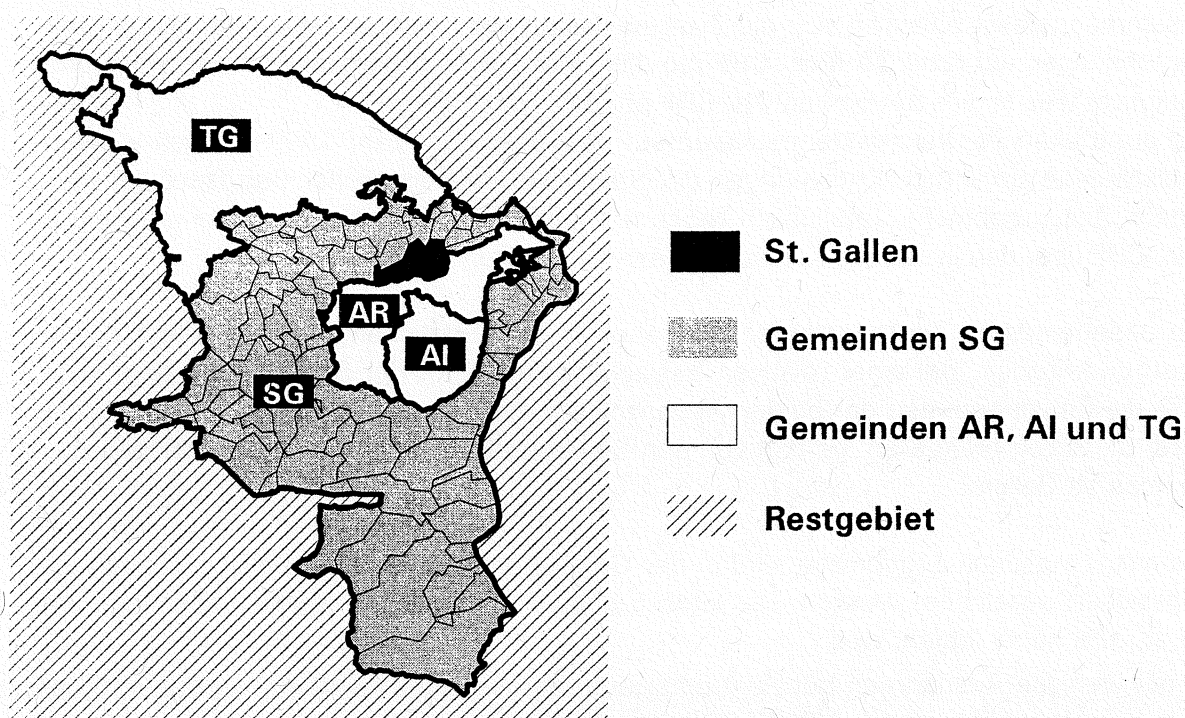 TG
AR
AI
SG
St. Gallen
Gemeinden SG
Gemeinden AR, AI und TG
Restgebiet